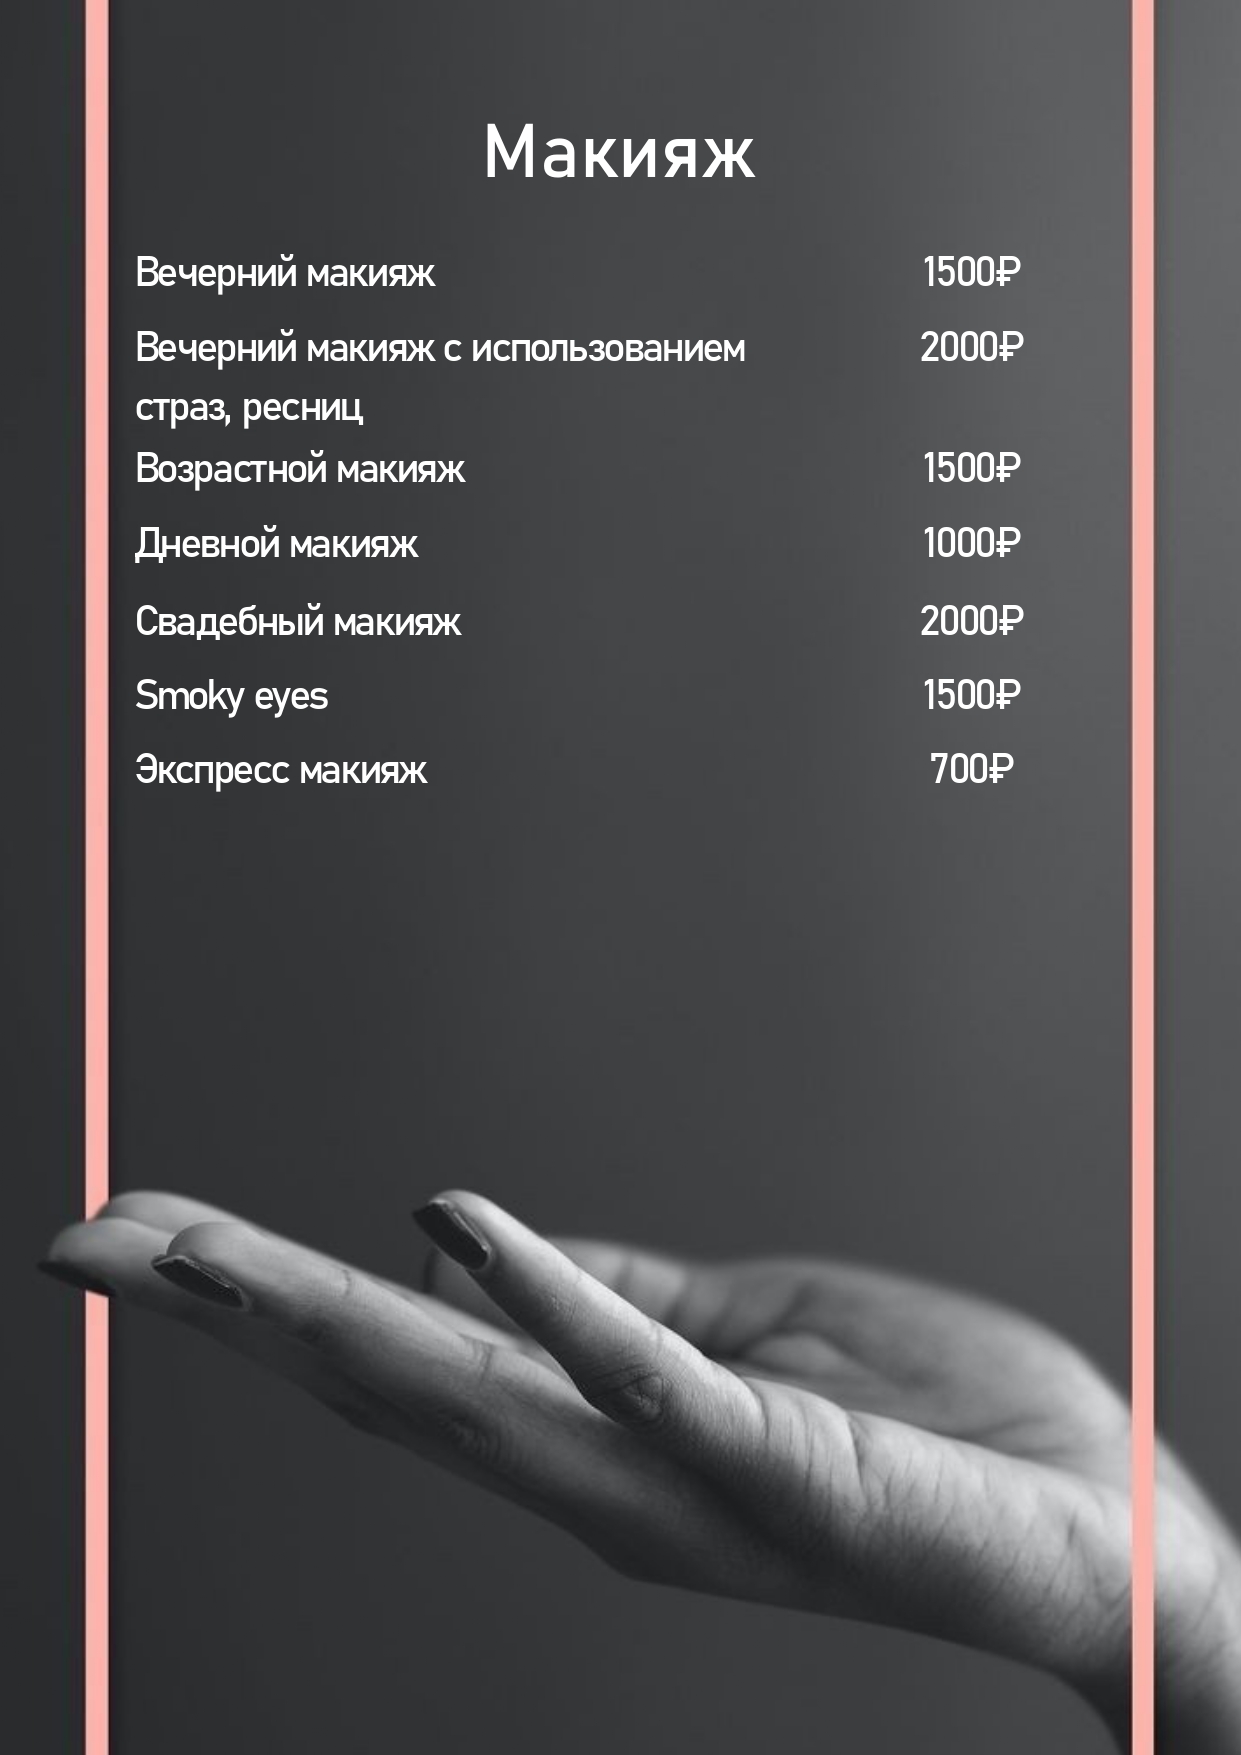 Макияж
Вечерний макияж 1500₽
Вечерний макияж с использованием 2000₽
страз, ресниц
Возрастной макияж 1500₽
Дневной макияж 1000₽
Свадебный макияж 2000₽
Smoky eyes 1500₽
Экспресс макияж 700₽